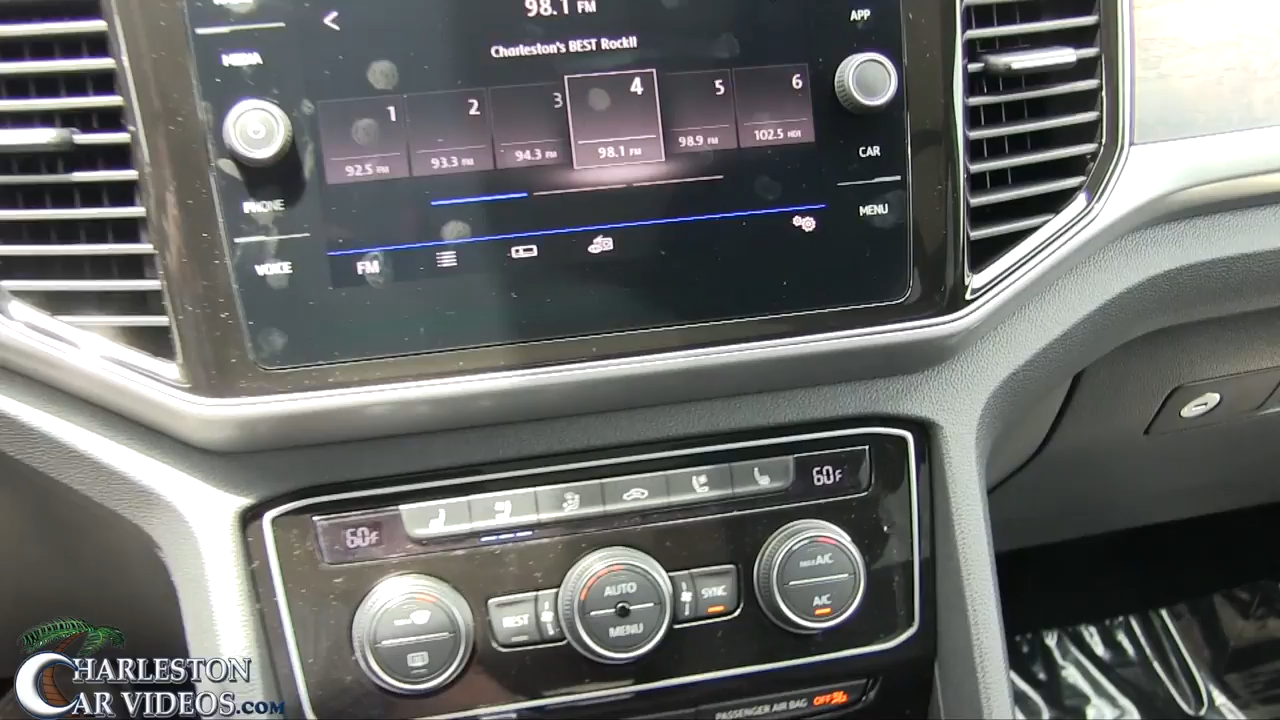 98.1 FM
APP
Charleston's BEST Rock!!
MEDIA
1
2
3
4
5
6
92.5 FM
93.3 FM
94.3 FM
98.1 FM
98.9 FM
102.5 HD1
CAR
PHONE
MENU
VOICE
FM
60F
60F
MAX A/C
AUTO
SYNC
A/C
REST
MENU
PASSENGER AIR BAG OFF
CHARLESTON
CAR VIDEOS.COM